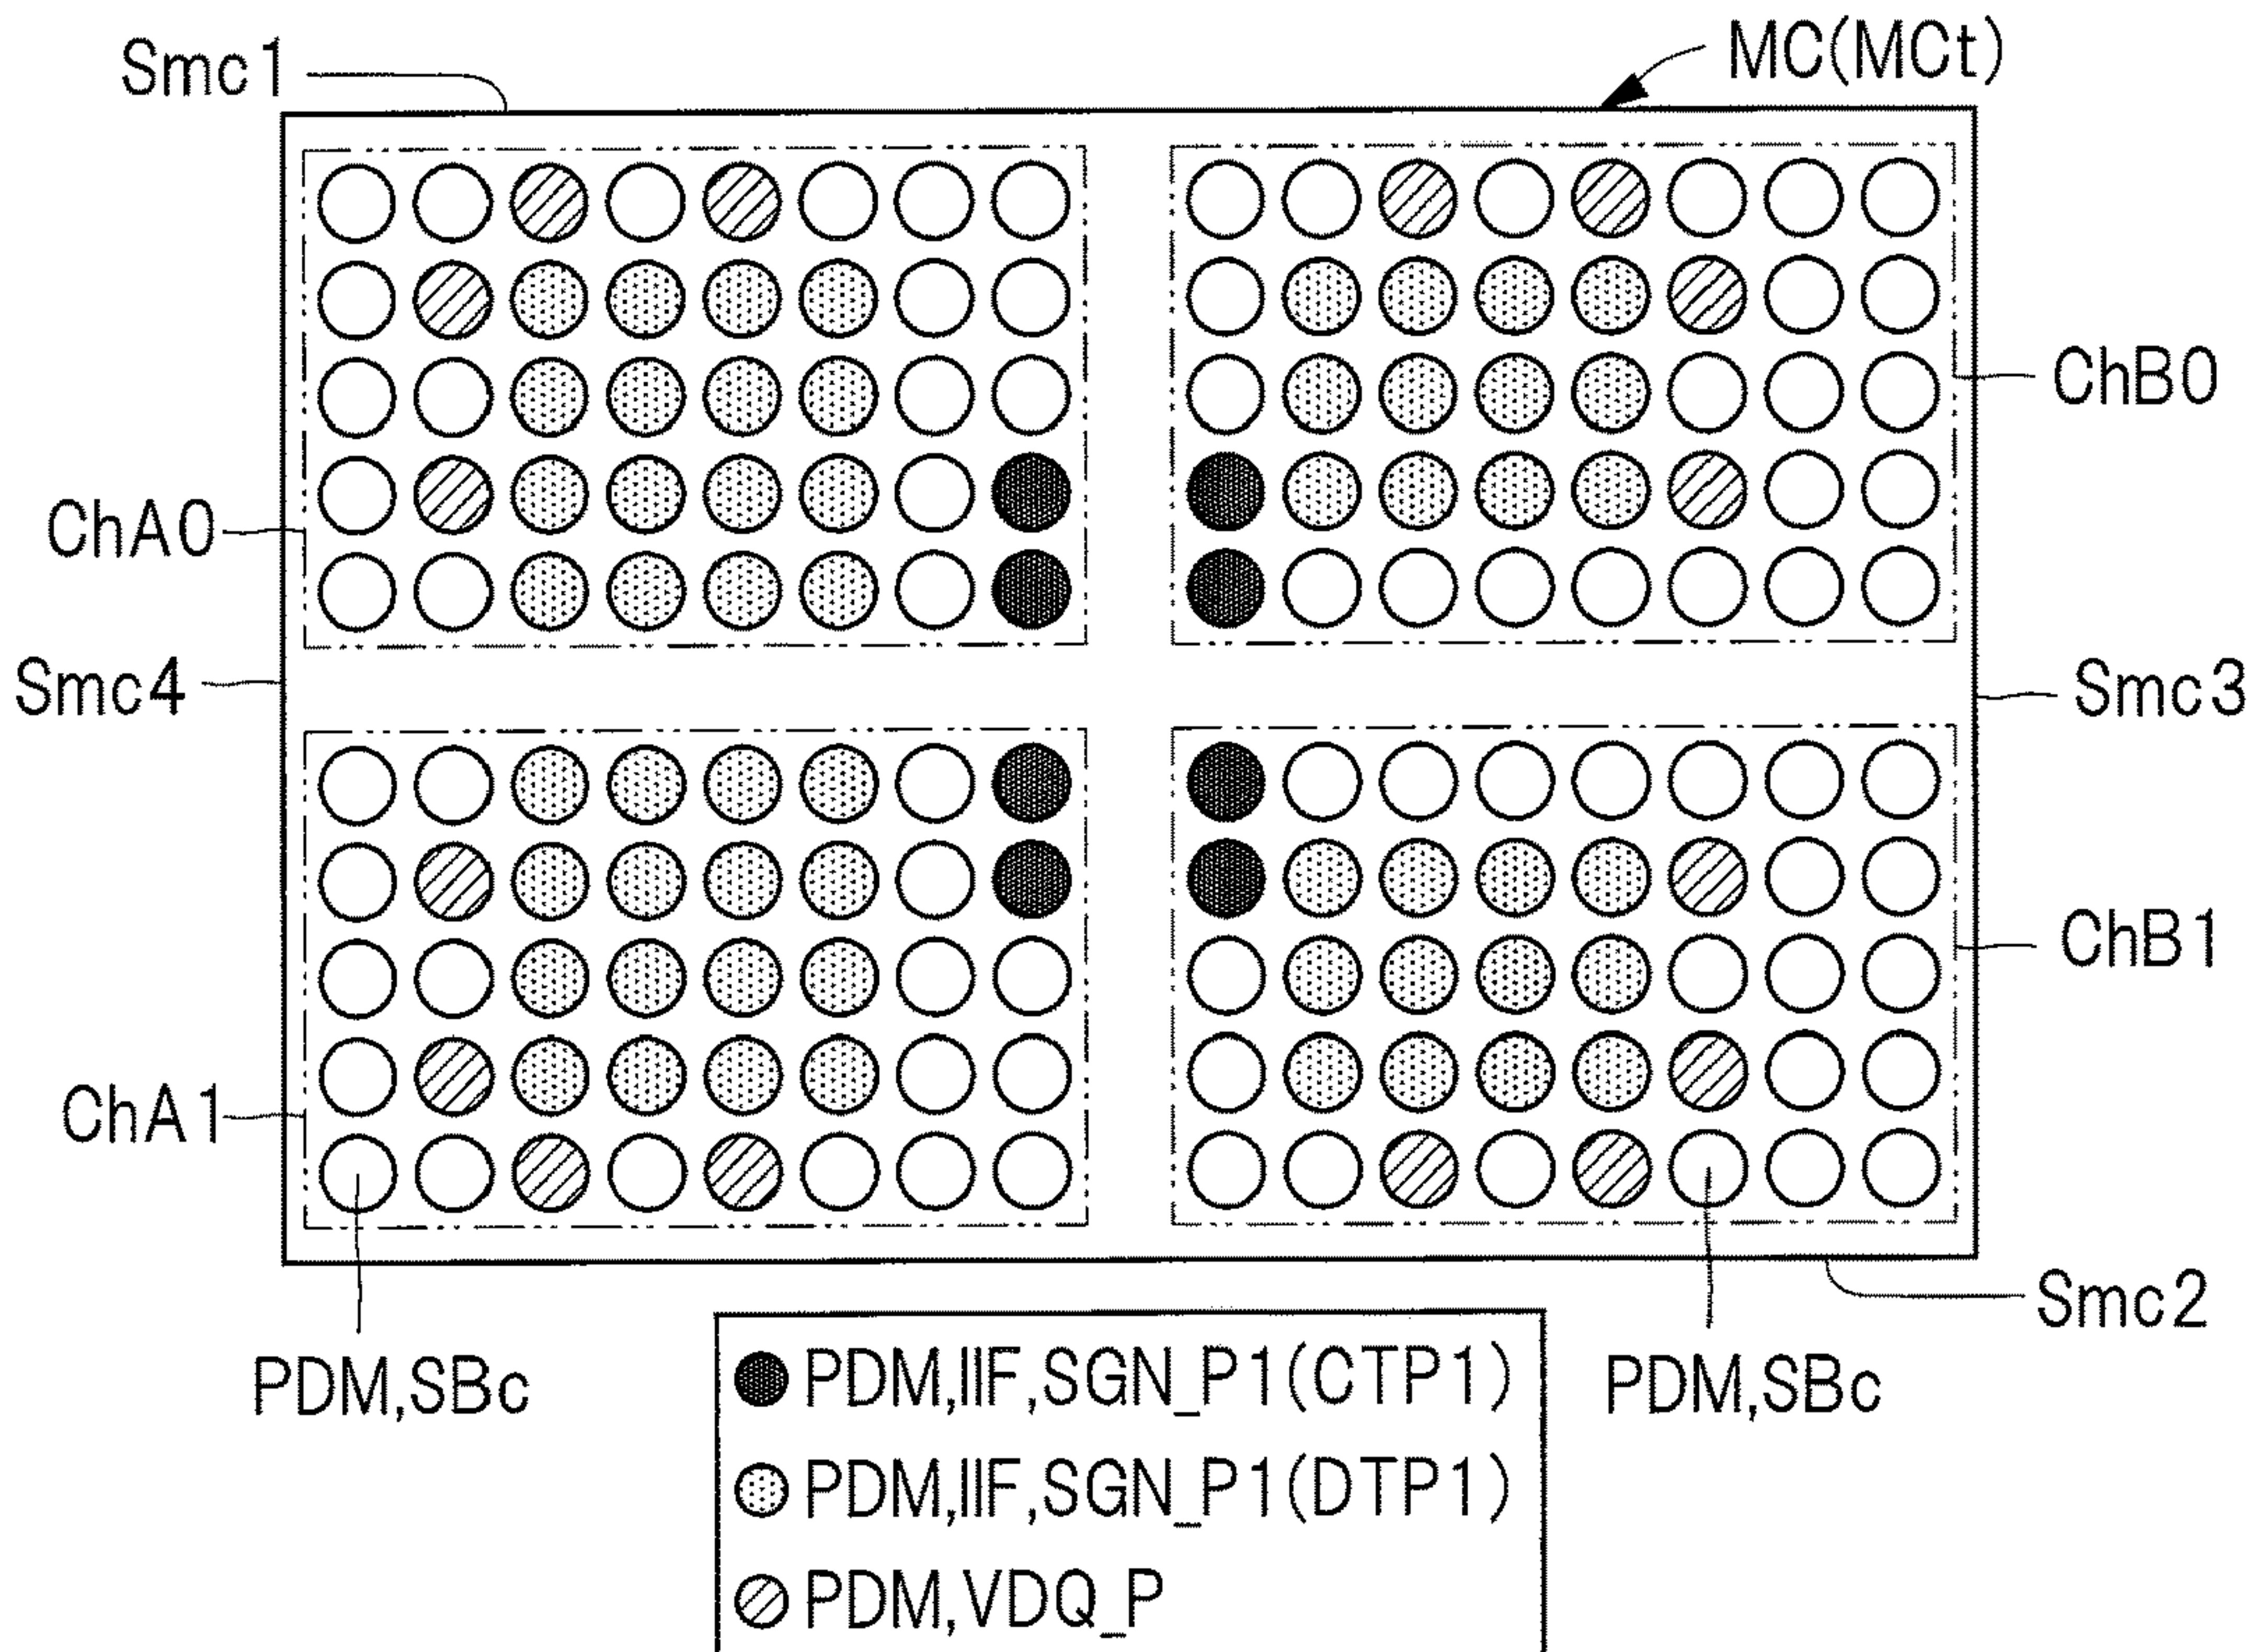 Smc1
MC(MCt)
ChB0
ChA0
Smc4
Smc3
ChB1
ChA1
Smc2
PDM,SBc
PDM,SBc
PDM,IIF,SGN_P1(CTP1)
PDM,IIF,SGN_P1(DTP1)
PDM,VDQ_P